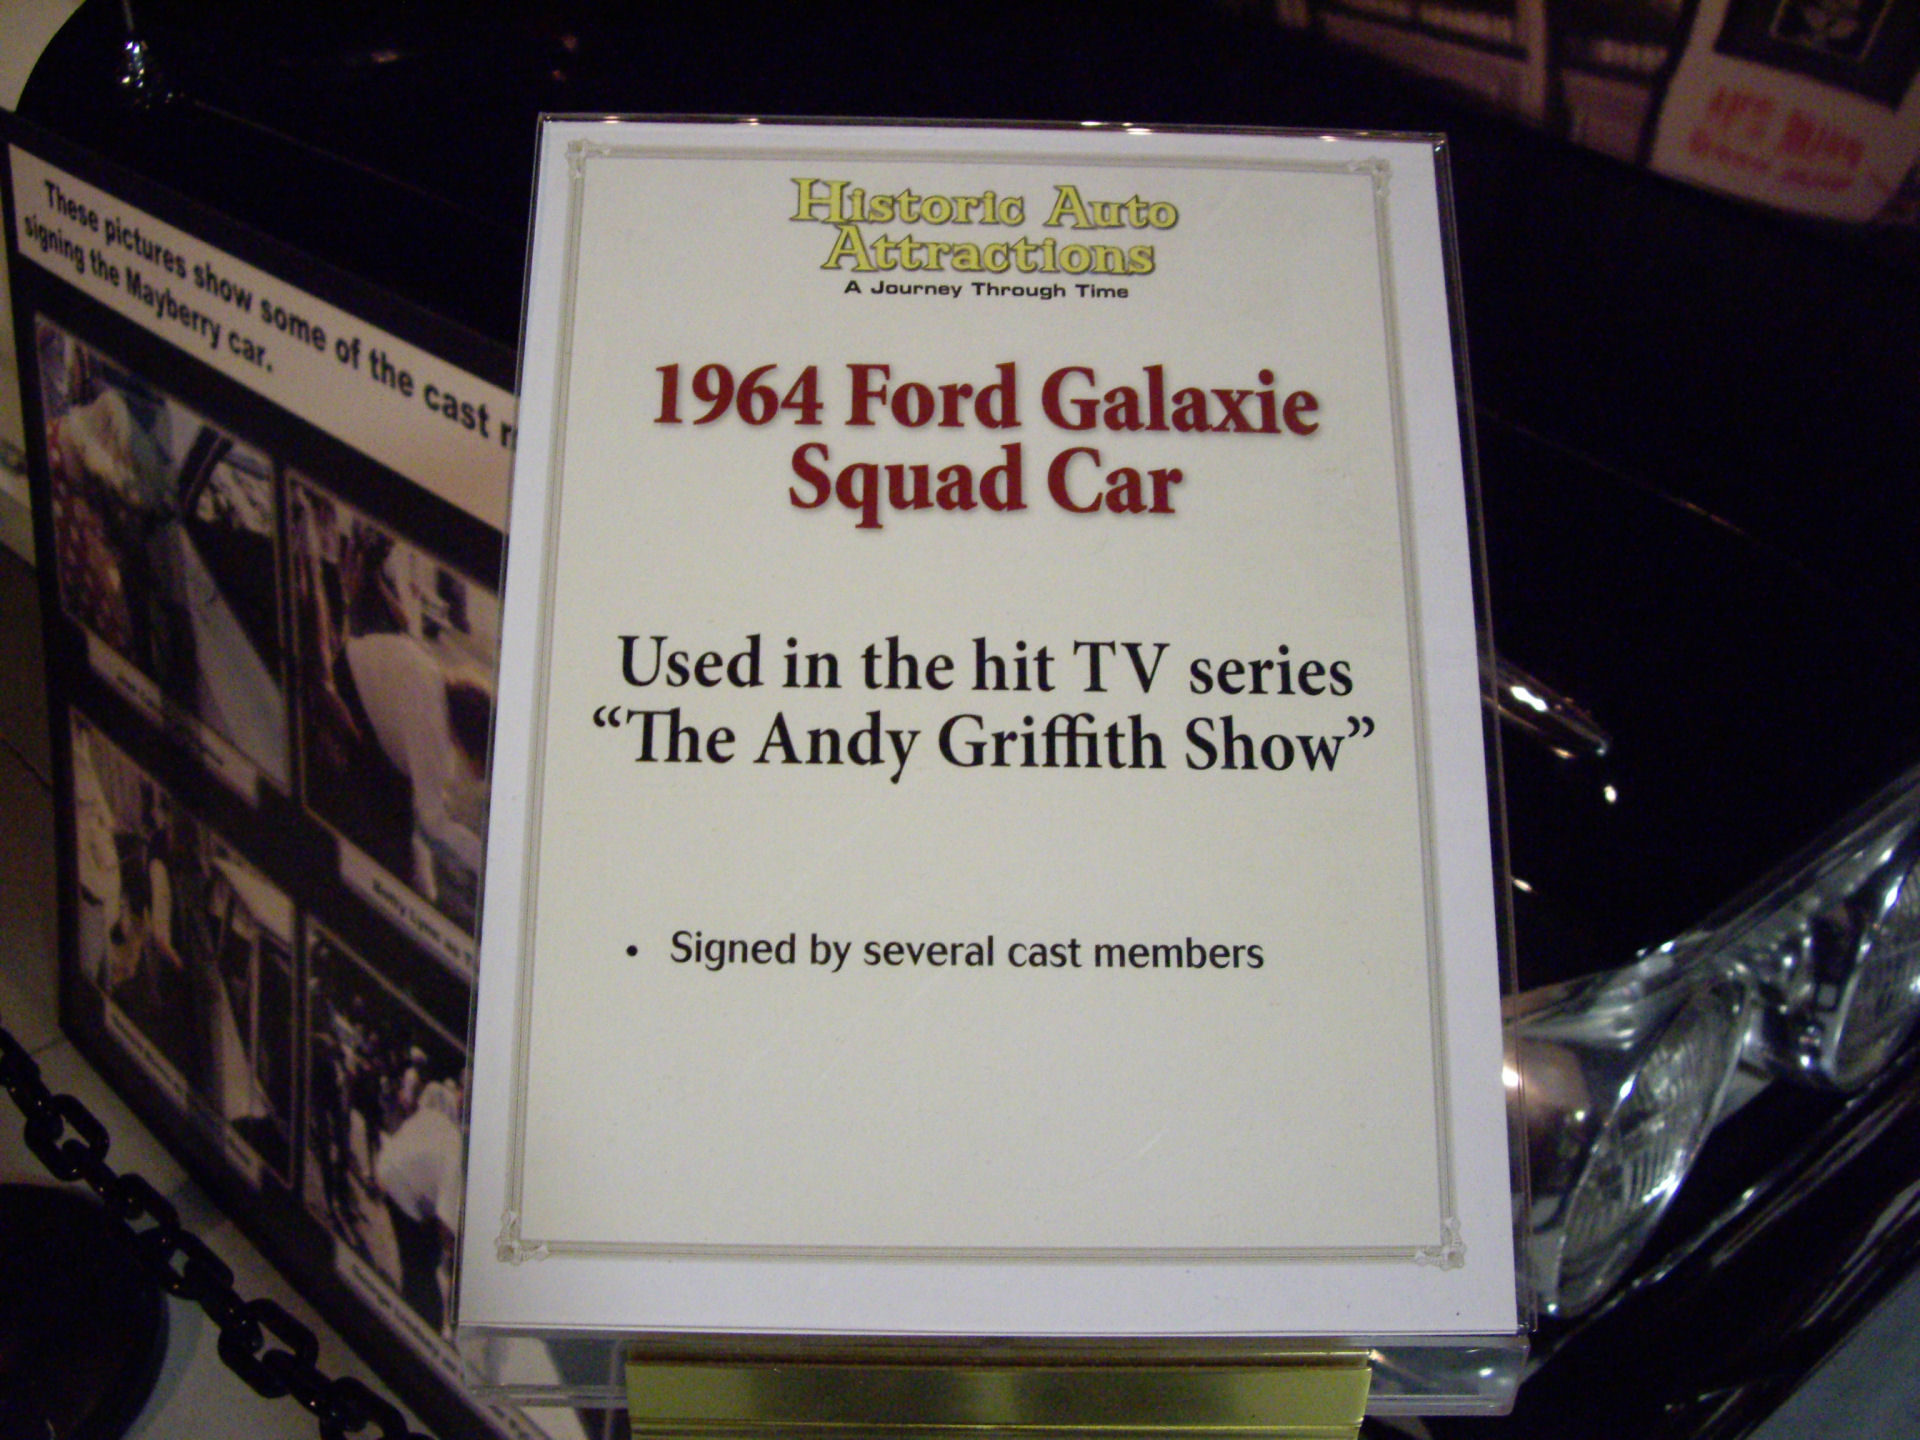 Historic Auto
Attractions
A Journey Through Time
1964 Ford Galaxie
Squad Car
Used in the hit TV series
“The Andy Griffith Show”
• Signed by several cast members
These pictures show some of the cast
signing the Mayberry car.